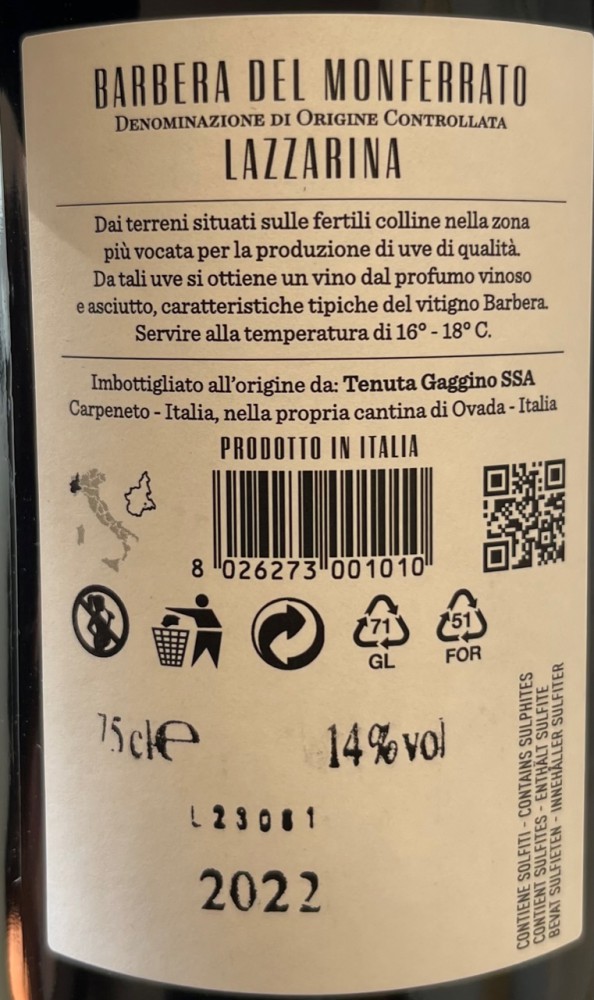 BARBERA DEL MONFERRATO
DENOMINAZIONE DI ORIGINE CONTROLLATA
LAZZARINA
Dai terreni situati sulle fertili colline nella zona
più vocata per la produzione di uve di qualità.
Da tali uve si ottiene un vino dal profumo vinoso
e asciutto, caratteristiche tipiche del vitigno Barbera.
Servire alla temperatura di 16° - 18° C.
Imbottigliato all'origine da: Tenuta Gaggino SSA
Carpeneto - Italia, nella propria cantina di Ovada - Italia
PRODOTTO IN ITALIA
8 026273 001010
71
GL
51
FOR
75 cl e
14 % vol
L 23081
2022
CONTIENE SOLFITI - CONTAINS SULPHITES
CONTIENT SULFITES - ENTHÄLT SULFITE
BEVAT SULFIETEN - INNEHÅLLER SULFITER